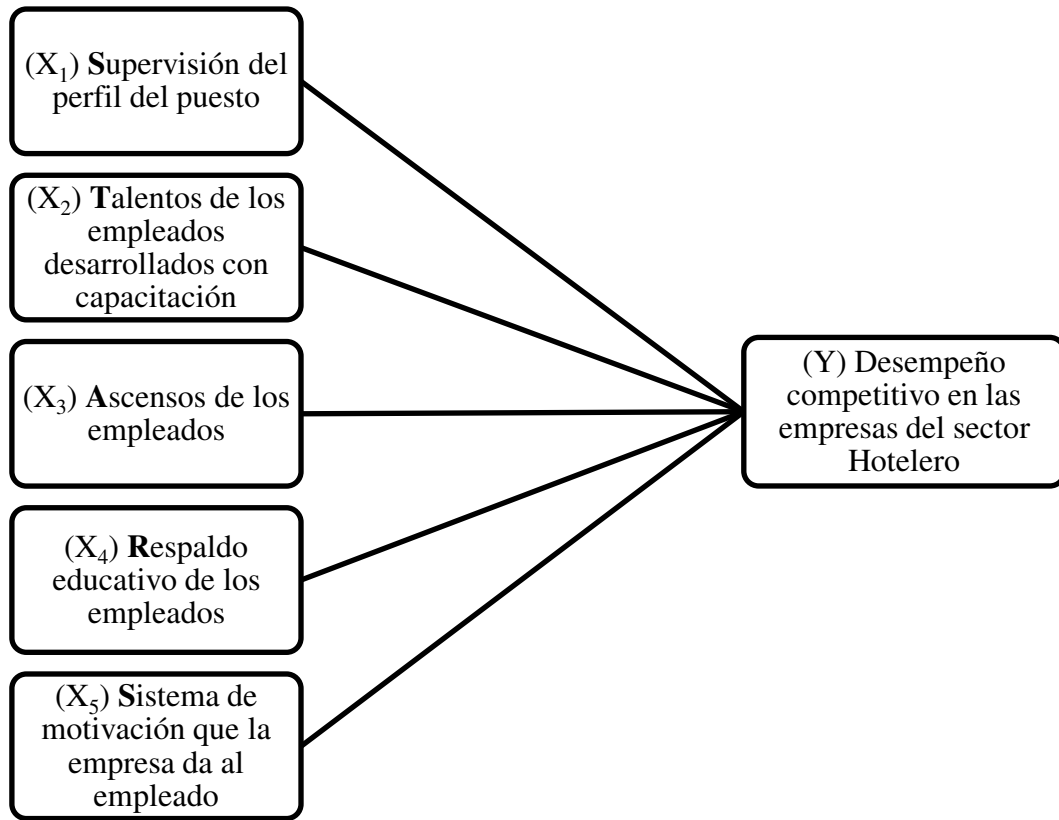 (X₁) Supervisión del
perfil del puesto
(X₂) Talentos de los
empleados
desarrollados con
capacitación
(X₃) Ascensos de los
empleados
(X₄) Respaldo
educativo de los
empleados
(X₅) Sistema de
motivación que la
empresa da al
empleado
(Y) Desempeño
competitivo en las
empresas del sector
Hotelero